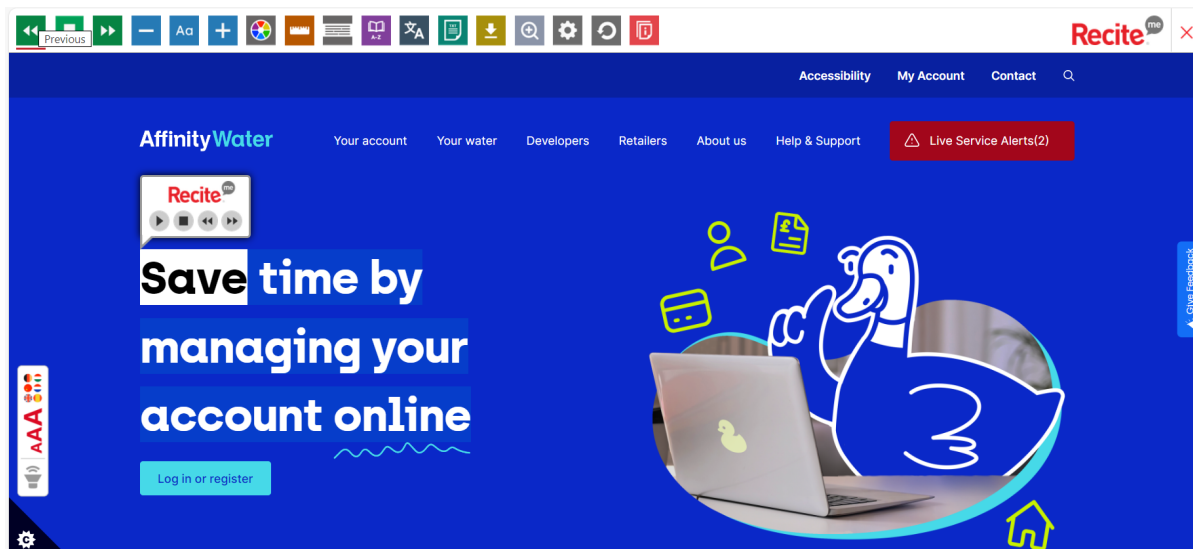 Previous
Aa
A-Z
Recite me
Accessibility My Account Contact
AffinityWater Your account Your water Developers Retailers About us Help & Support Live Service Alerts(2)
Recite me
Save time by
managing your
account online
Log in or register
AAA
Give Feedback